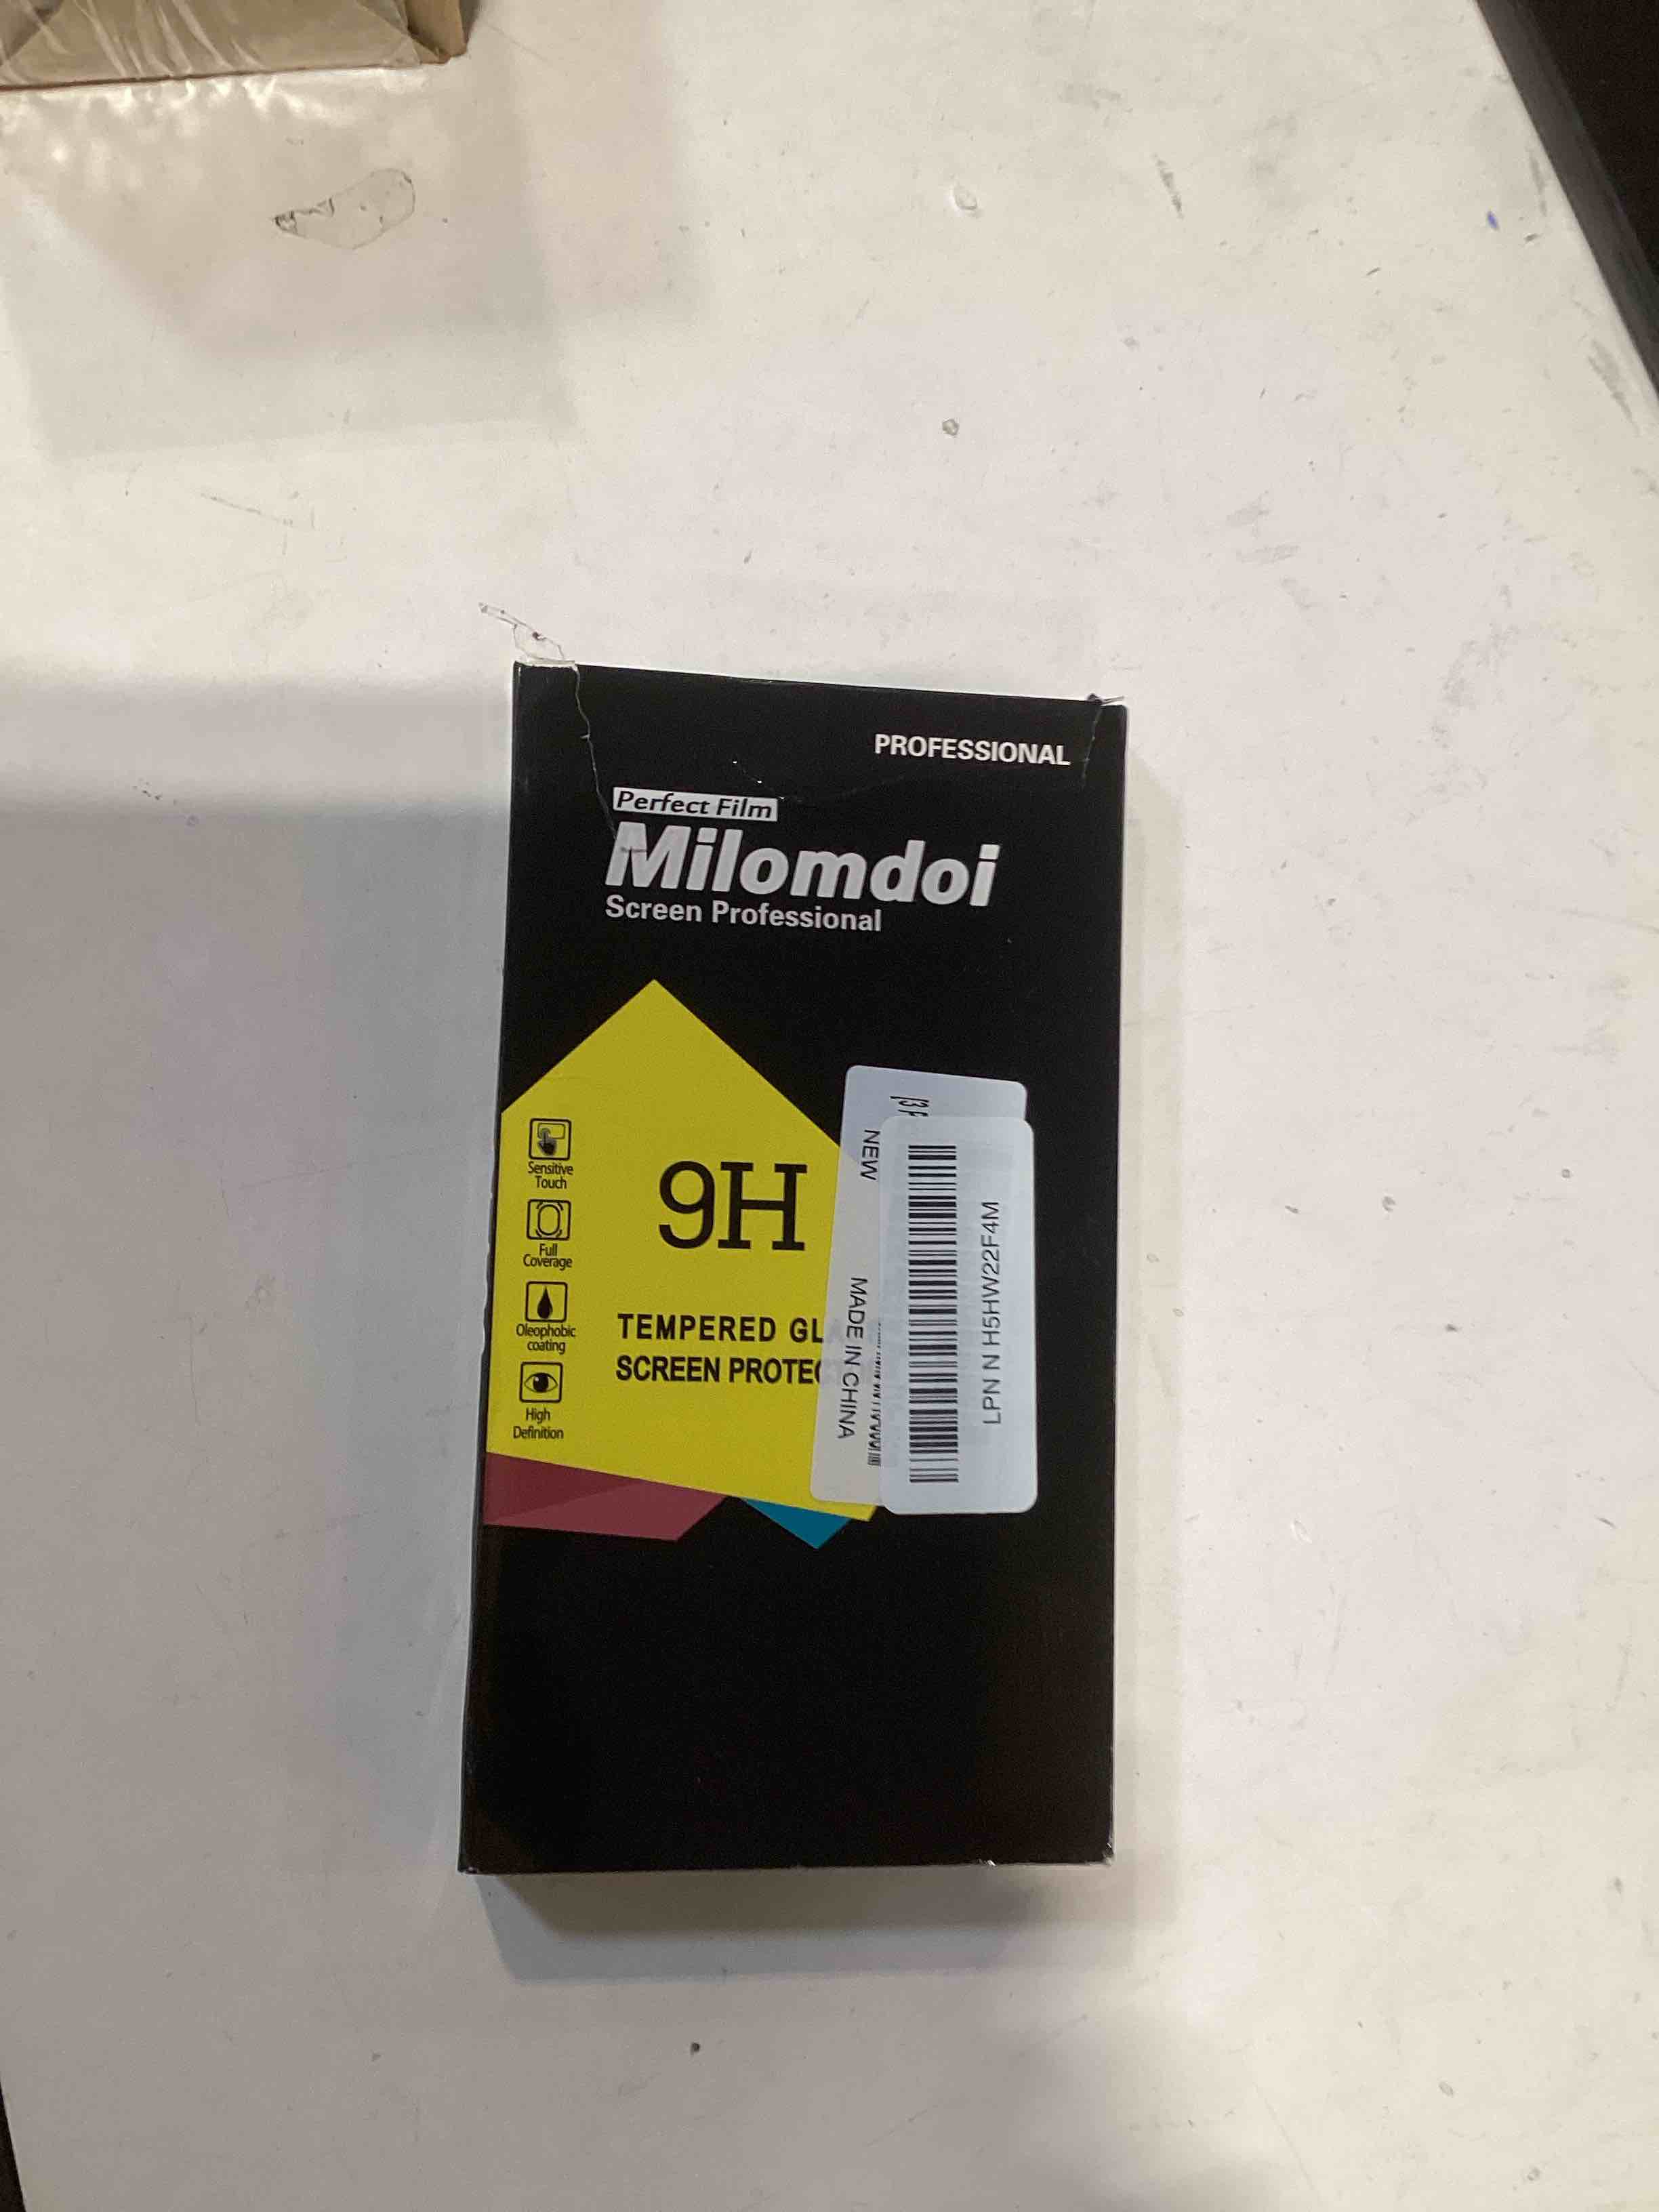 PROFESSIONAL
Perfect Film
Milomdoi
Screen Professional
Sensitive
Touch
Full
Coverage
Oleophobic
coating
High
Definition
9H
TEMPERED GL
SCREEN PROTEC
NEW
MADE IN CHINA
LPN N H5HW22F4M